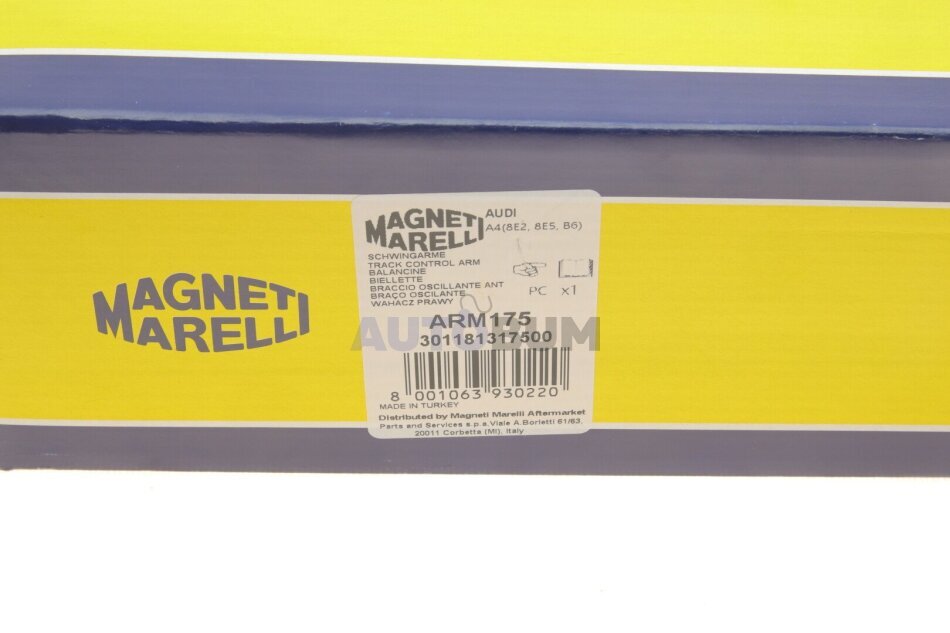 MAGNETI
MARELLI
MAGNETI
MARELLI
AUDI
A4(8E2, 8E5, B6)
SCHWINGARME
TRACK CONTROL ARM
BALANCINE
BIELLETTE
BRACCIO OSCILLANTE ANT
BRAÇO OSCILANTE
WAHACZ PRAWY
PC x1
ARM175
301181317500
8 001063 930220
MADE IN TURKEY
Distributed by Magneti Marelli Aftermarket
Parts and Services s.p.a.Viale A.Borletti 61/63,
20011 Corbetta (MI), Italy